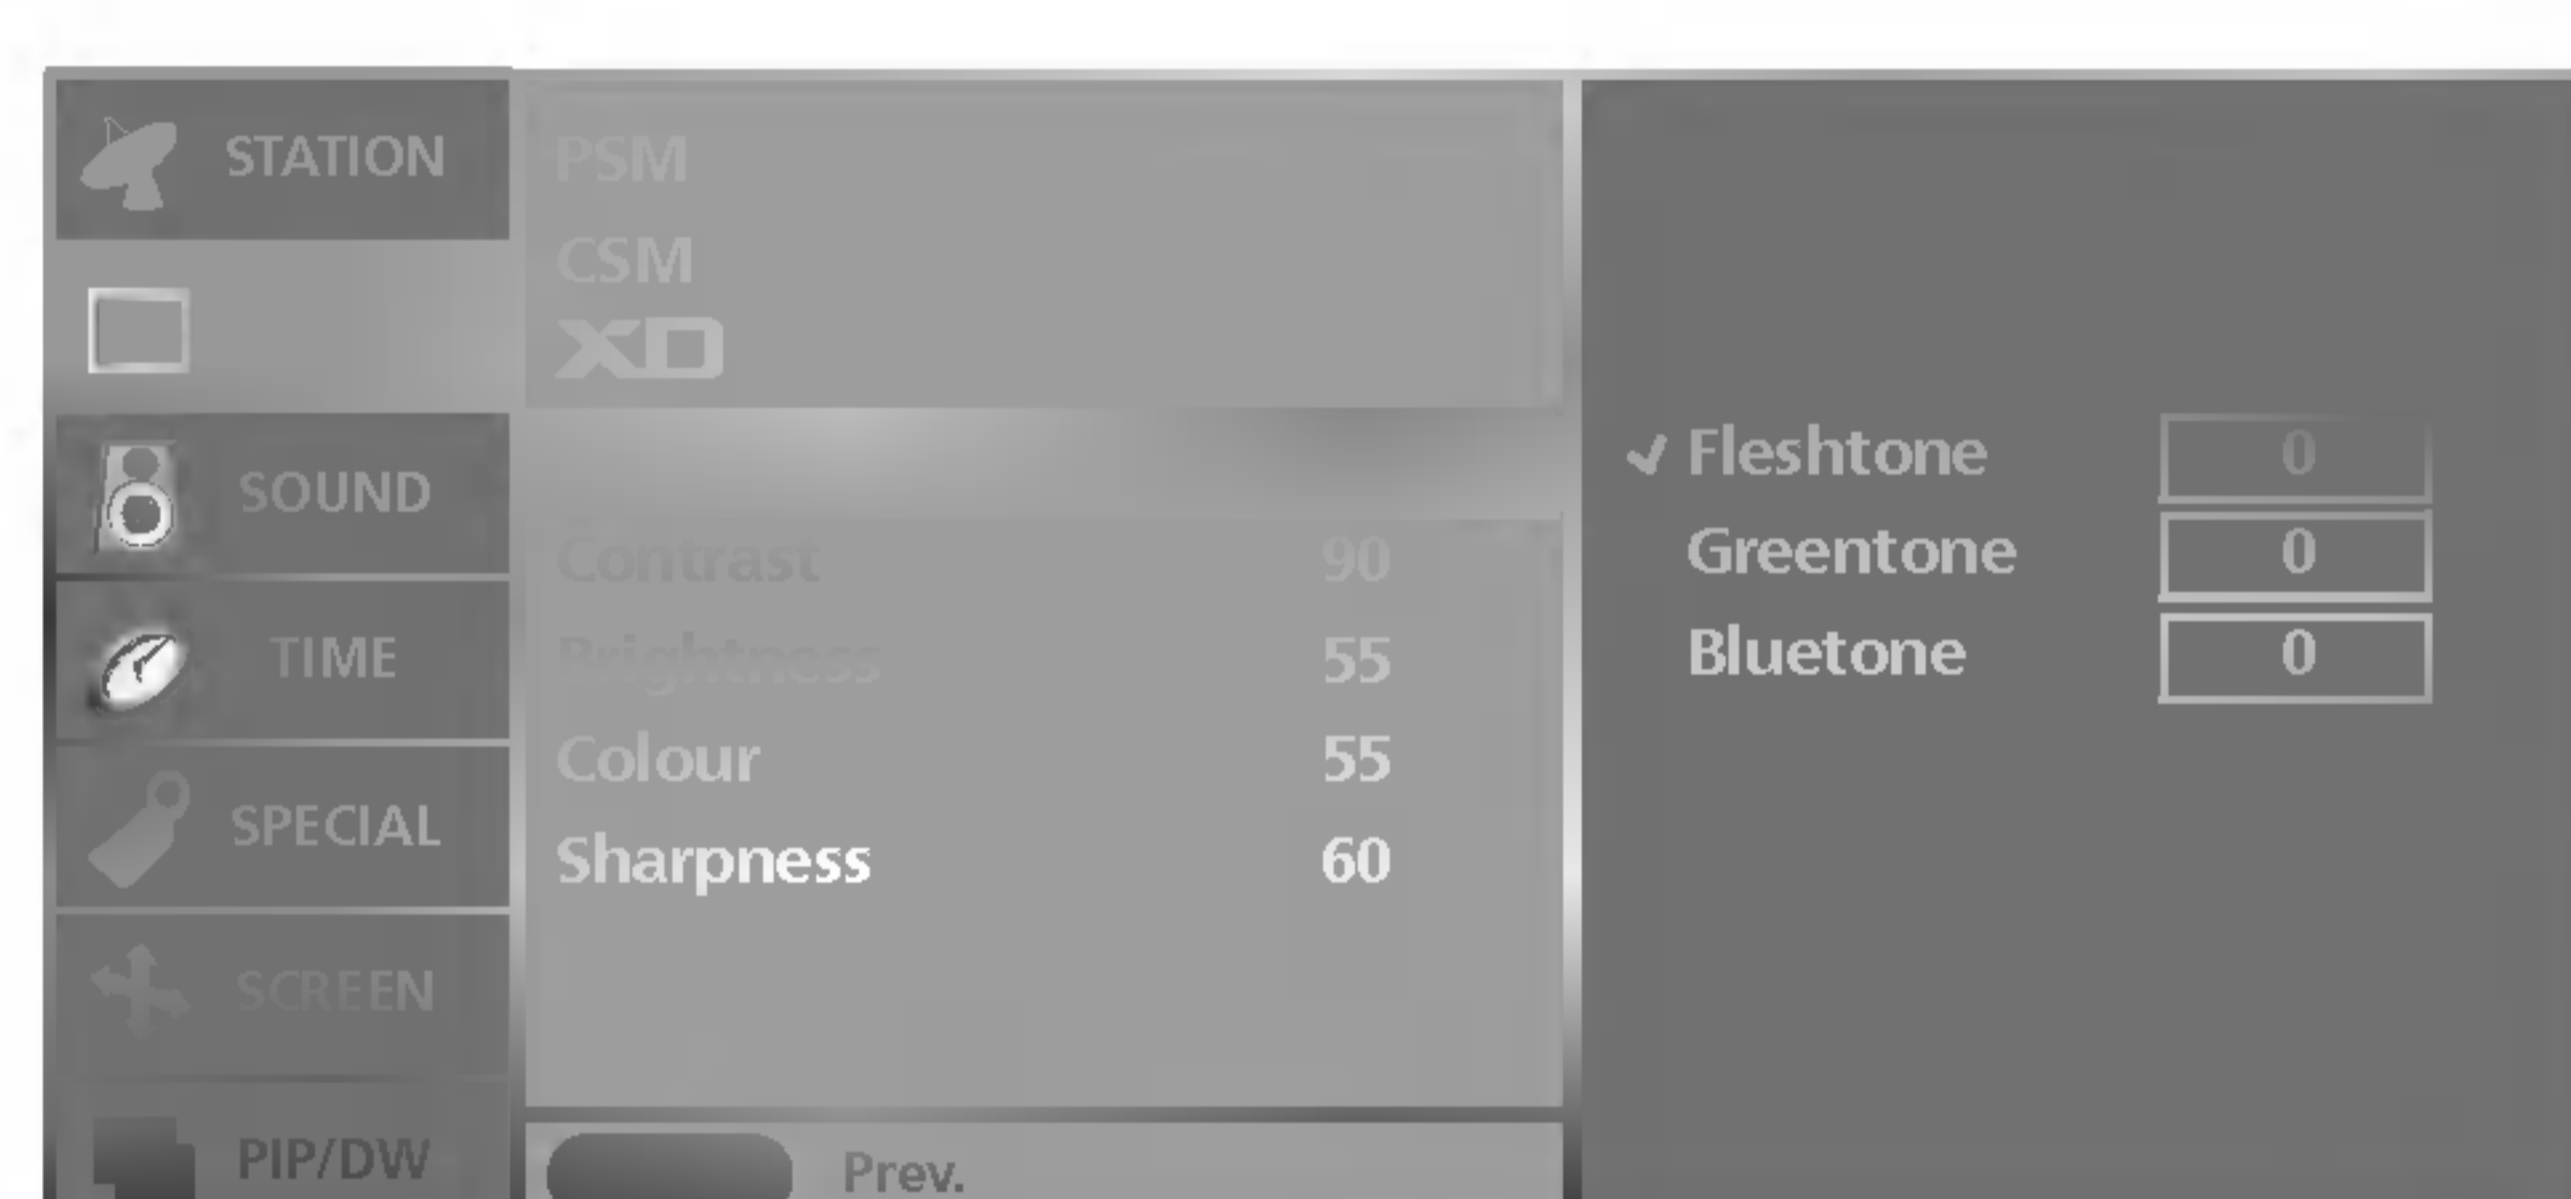 STATION
SOUND
TIME
SPECIAL
SCREEN
PIP/DW
PSM
CSM
XD
Contrast 90
Brightness 55
Colour 55
Sharpness 60
Prev.
✓ Fleshtone 0
Greentone 0
Bluetone 0